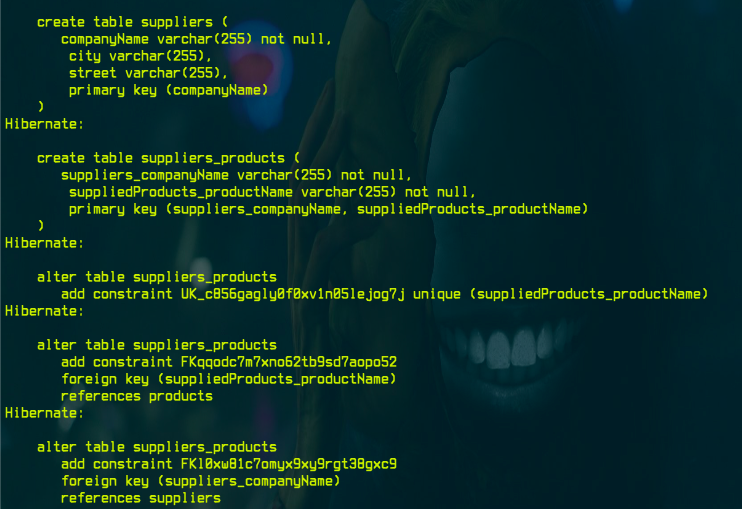 create table suppliers (
companyName varchar(255) not null,
city varchar(255),
street varchar(255),
primary key (companyName)
)
Hibernate:
create table suppliers_products (
suppliers_companyName varchar(255) not null,
suppliedProducts_productName varchar(255) not null,
primary key (suppliers_companyName, suppliedProducts_productName)
)
Hibernate:
alter table suppliers_products
add constraint UK_c856gagly0f0xv1n05lejog7j unique (suppliedProducts_productName)
Hibernate:
alter table suppliers_products
add constraint FKqqodc7m7xno62tb9sd7aopo52
foreign key (suppliedProducts_productName)
references products
Hibernate:
alter table suppliers_products
add constraint FKl0xw81c7omyx9xy9rgt38gxc9
foreign key (suppliers_companyName)
references suppliers